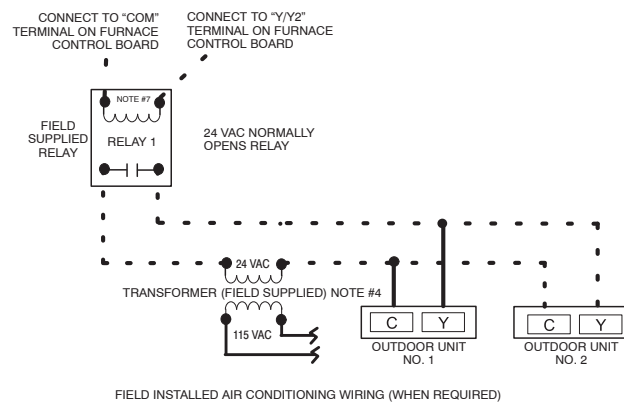 CONNECT TO “COM”
TERMINAL ON FURNACE
CONTROL BOARD
CONNECT TO “Y/Y2”
TERMINAL ON FURNACE
CONTROL BOARD
NOTE #7
FIELD
SUPPLIED
RELAY
RELAY 1
24 VAC NORMALLY
OPENS RELAY
24 VAC
TRANSFORMER (FIELD SUPPLIED) NOTE #4
115 VAC
C Y
OUTDOOR UNIT
NO. 1
C Y
OUTDOOR UNIT
NO. 2
FIELD INSTALLED AIR CONDITIONING WIRING (WHEN REQUIRED)